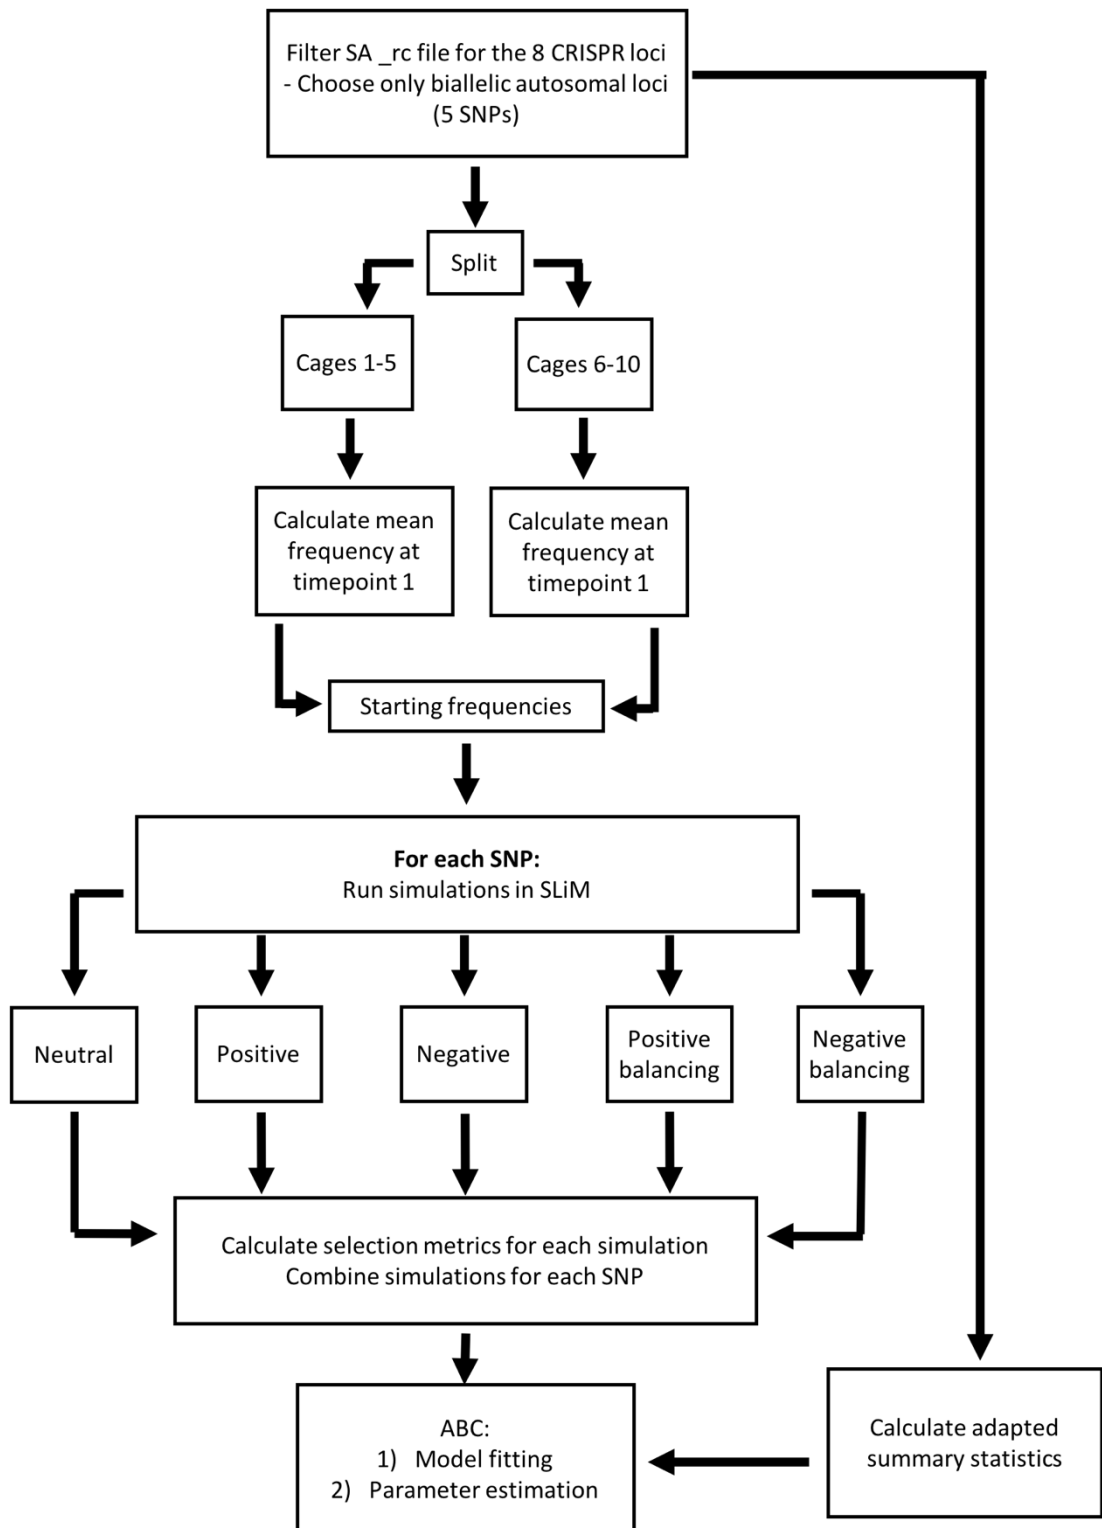 Filter SA _rc file for the 8 CRISPR loci
- Choose only biallelic autosomal loci
(5 SNPs)
Split
Cages 1-5
Cages 6-10
Calculate mean
frequency at
timepoint 1
Calculate mean
frequency at
timepoint 1
Starting frequencies
For each SNP:
Run simulations in SLiM
Neutral
Positive
Negative
Positive
balancing
Negative
balancing
Calculate selection metrics for each simulation
Combine simulations for each SNP
ABC:
1) Model fitting
2) Parameter estimation
Calculate adapted
summary statistics